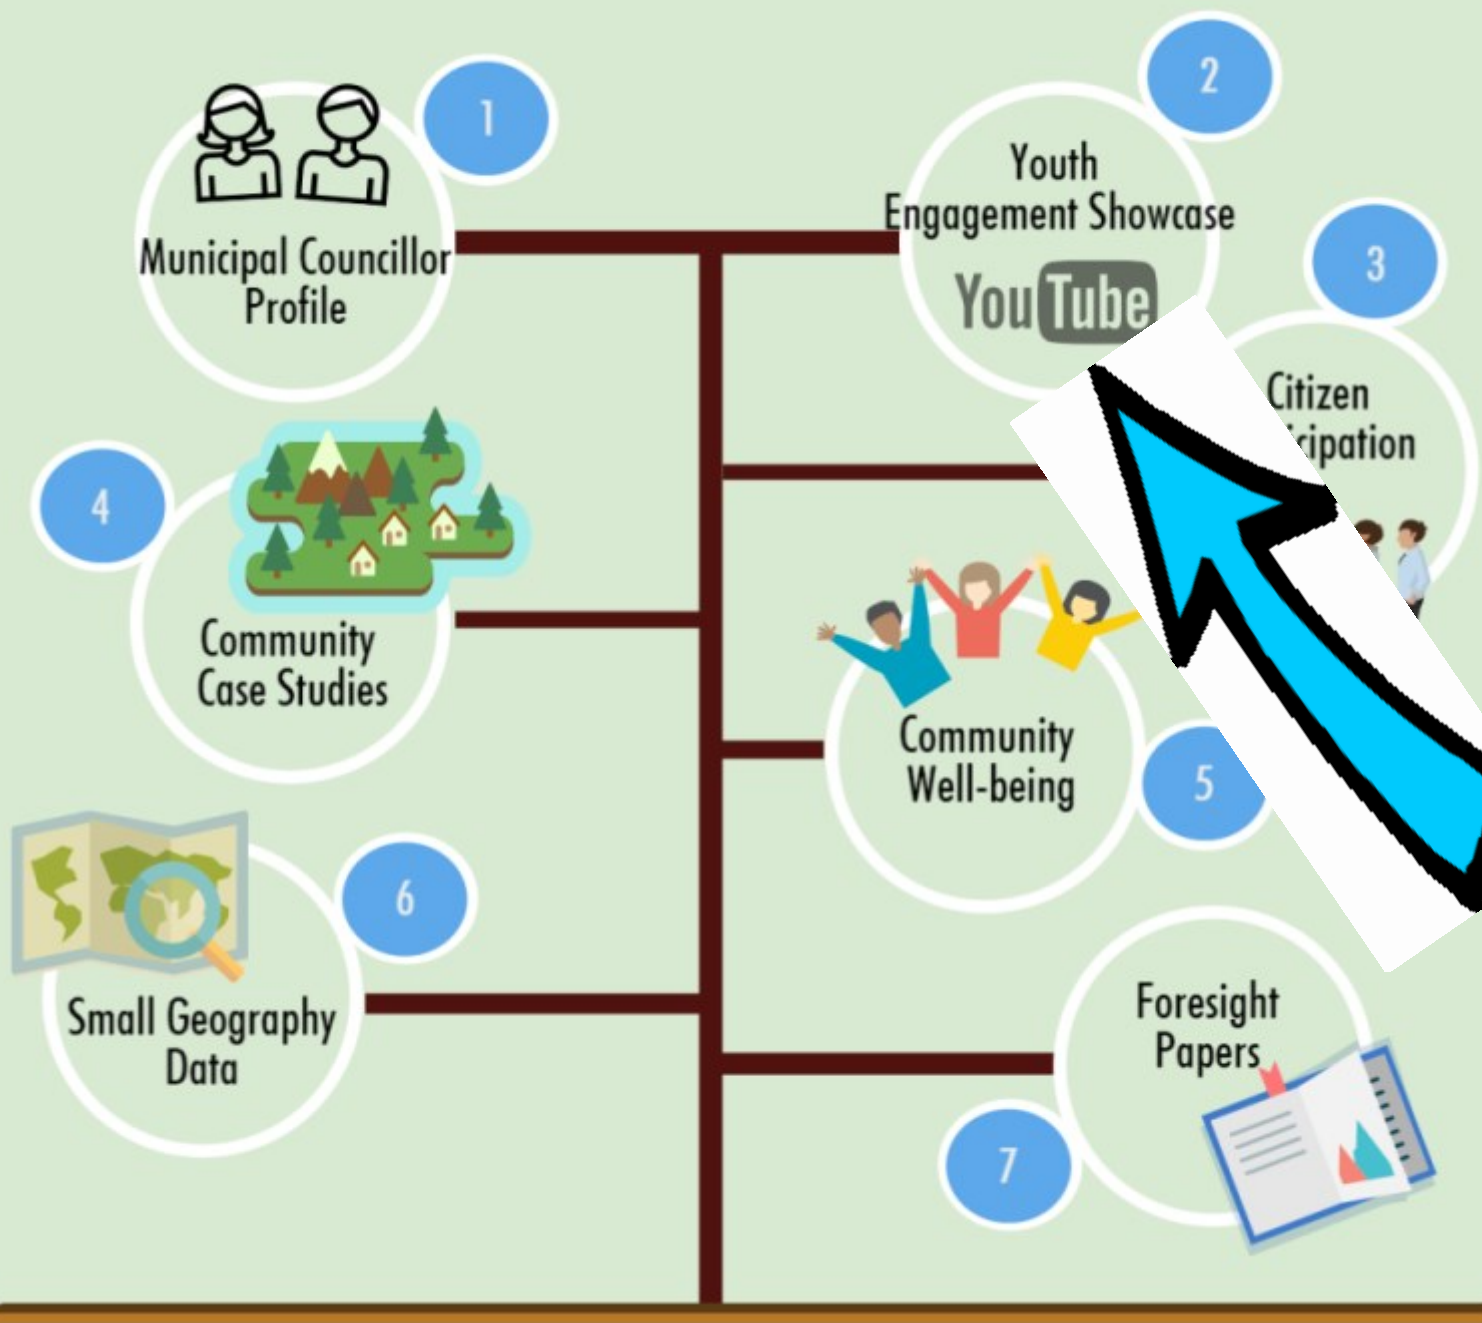 1
Municipal Councillor
Profile
2
Youth
Engagement Showcase
YouTube
3
Citizen
4
Community
Case Studies
Community
Well-being
5
6
Small Geography
Data
Foresight
Papers
7